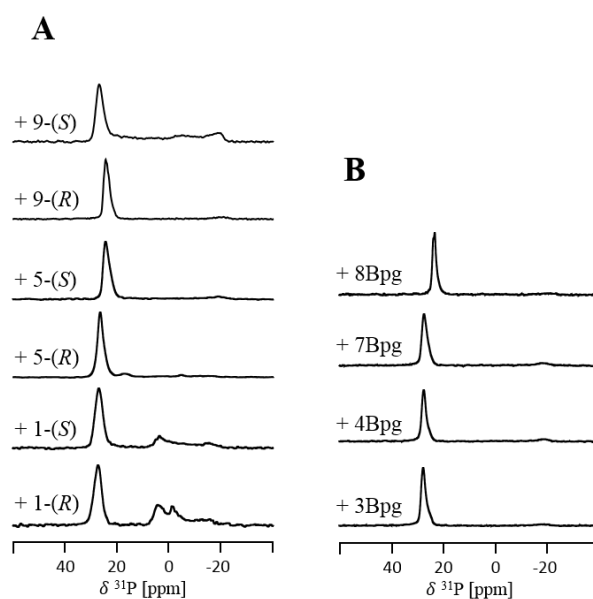 A
+ 9-(S)
+ 9-(R)
+ 5-(S)
+ 5-(R)
+ 1-(S)
+ 1-(R)
40 20 0 -20
δ ³¹P [ppm]
B
+ 8Bpg
+ 7Bpg
+ 4Bpg
+ 3Bpg
40 20 0 -20
δ ³¹P [ppm]